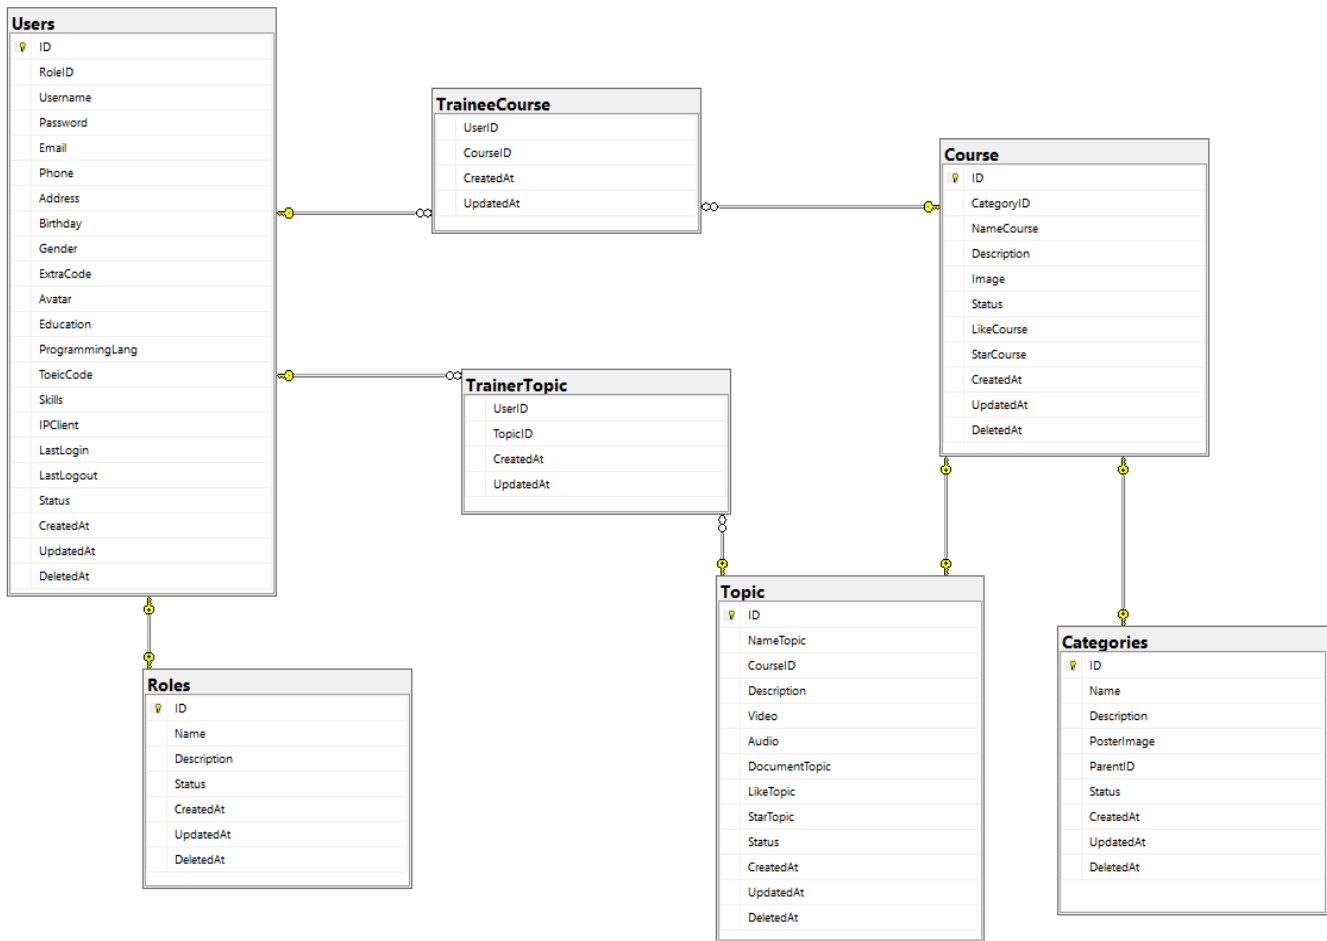 Users
ID
RoleID
Username
Password
Email
Phone
Address
Birthday
Gender
ExtraCode
Avatar
Education
ProgrammingLang
ToeicCode
Skills
IPClient
LastLogin
LastLogout
Status
CreatedAt
UpdatedAt
DeletedAt
TraineeCourse
UserID
CourseID
CreatedAt
UpdatedAt
Course
ID
CategoryID
NameCourse
Description
Image
Status
LikeCourse
StarCourse
CreatedAt
UpdatedAt
DeletedAt
TrainerTopic
UserID
TopicID
CreatedAt
UpdatedAt
Roles
ID
Name
Description
Status
CreatedAt
UpdatedAt
DeletedAt
Topic
ID
NameTopic
CourseID
Description
Video
Audio
DocumentTopic
LikeTopic
StarTopic
Status
CreatedAt
UpdatedAt
DeletedAt
Categories
ID
Name
Description
PosterImage
ParentID
Status
CreatedAt
UpdatedAt
DeletedAt